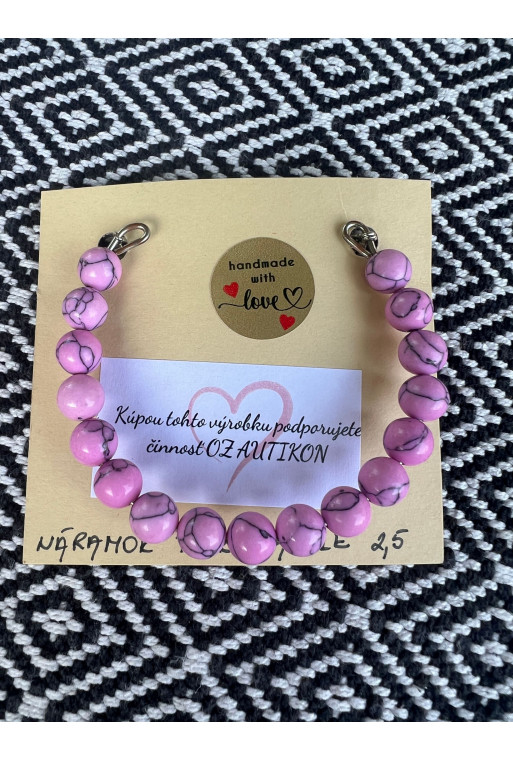 handmade
with
love
Kúpou tohto výrobku podporujete
činnosť OZ AUTIKON
NÁRAMOK 2,5